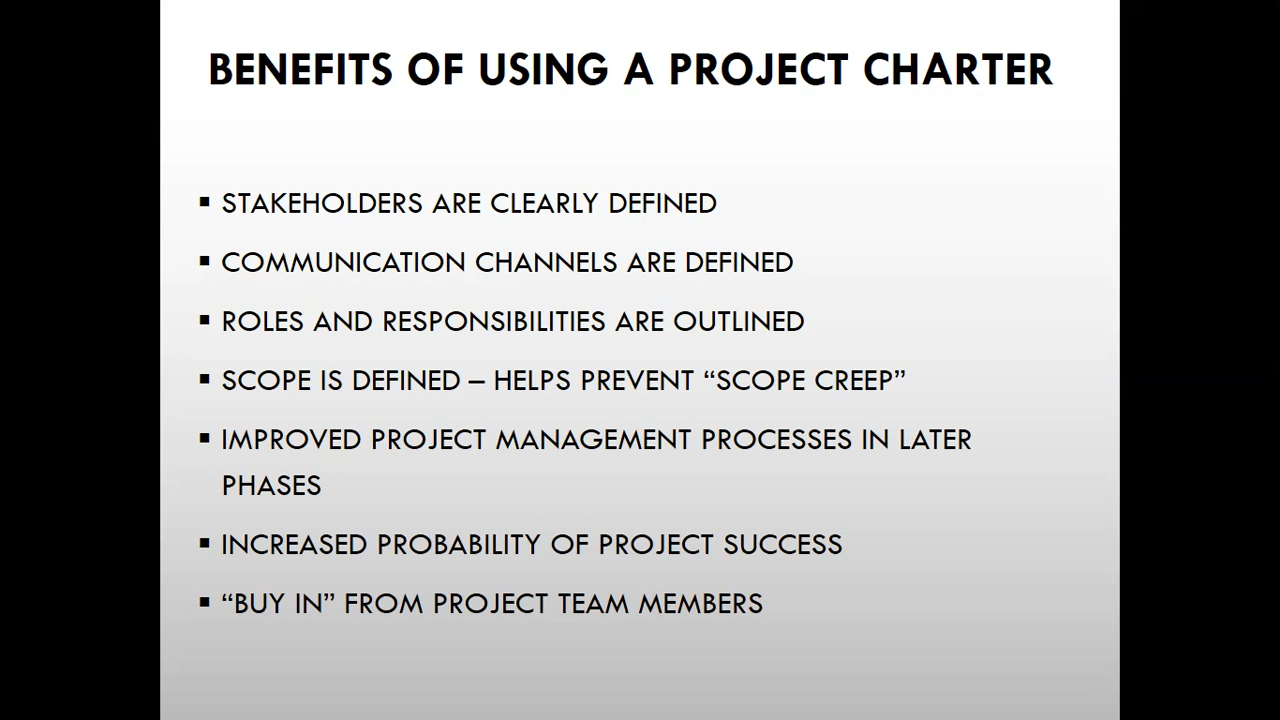 BENEFITS OF USING A PROJECT CHARTER
▪ STAKEHOLDERS ARE CLEARLY DEFINED
▪ COMMUNICATION CHANNELS ARE DEFINED
▪ ROLES AND RESPONSIBILITIES ARE OUTLINED
▪ SCOPE IS DEFINED – HELPS PREVENT “SCOPE CREEP”
▪ IMPROVED PROJECT MANAGEMENT PROCESSES IN LATER
PHASES
▪ INCREASED PROBABILITY OF PROJECT SUCCESS
▪ “BUY IN” FROM PROJECT TEAM MEMBERS